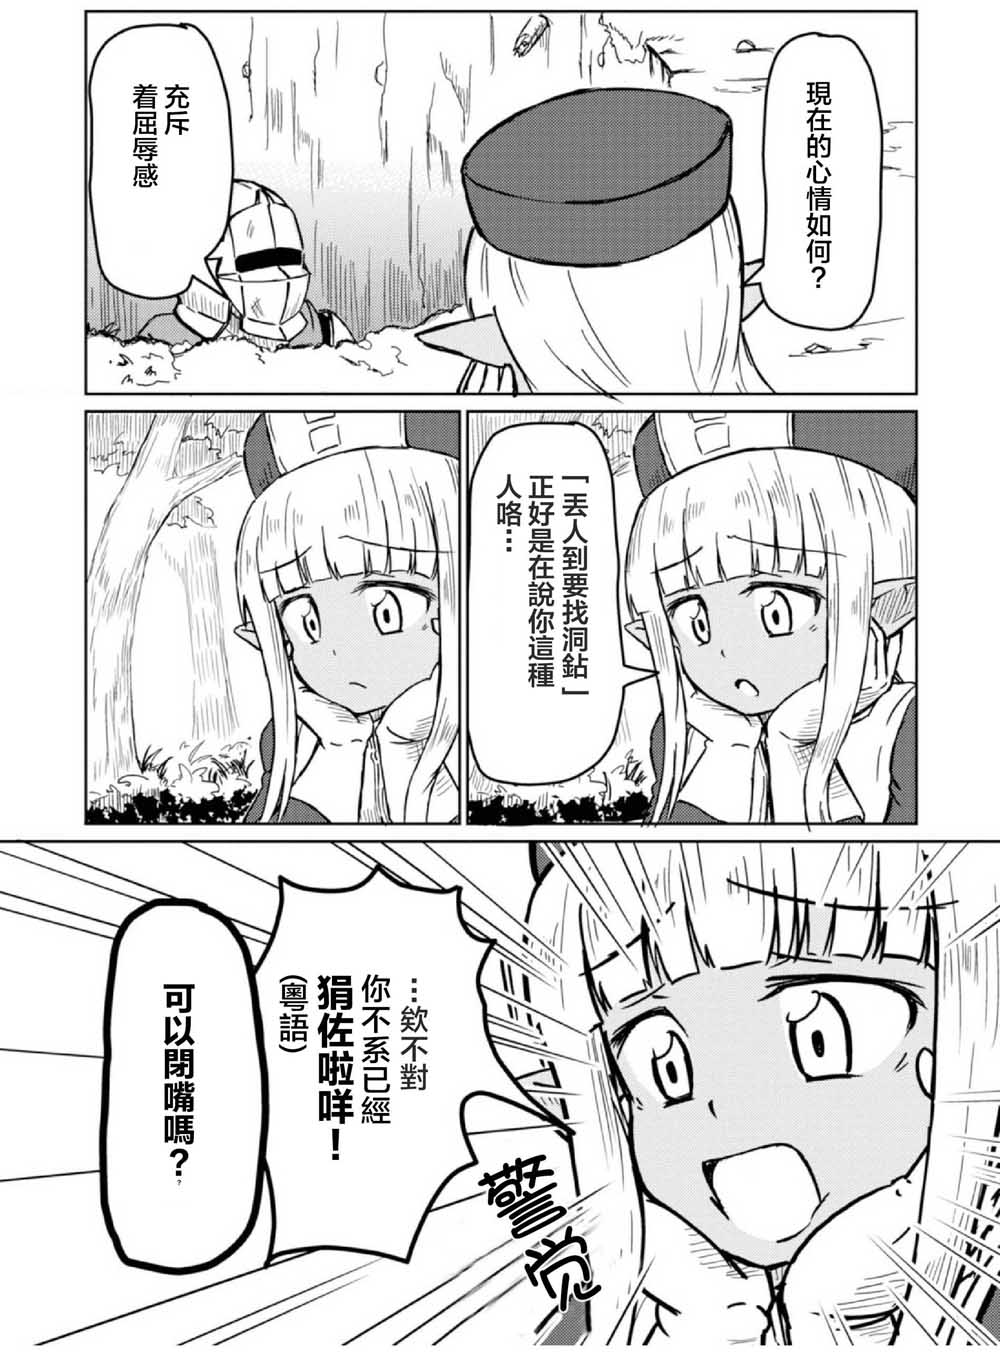 現在的心情如何？
充斥
着屈辱感
「丟人到要找洞鉆」
正好是在說你這種
人咯…
…欸不對
你不系已經
狷佐啦咩！
(粵語)
警觉
可以閉嘴嗎？
?